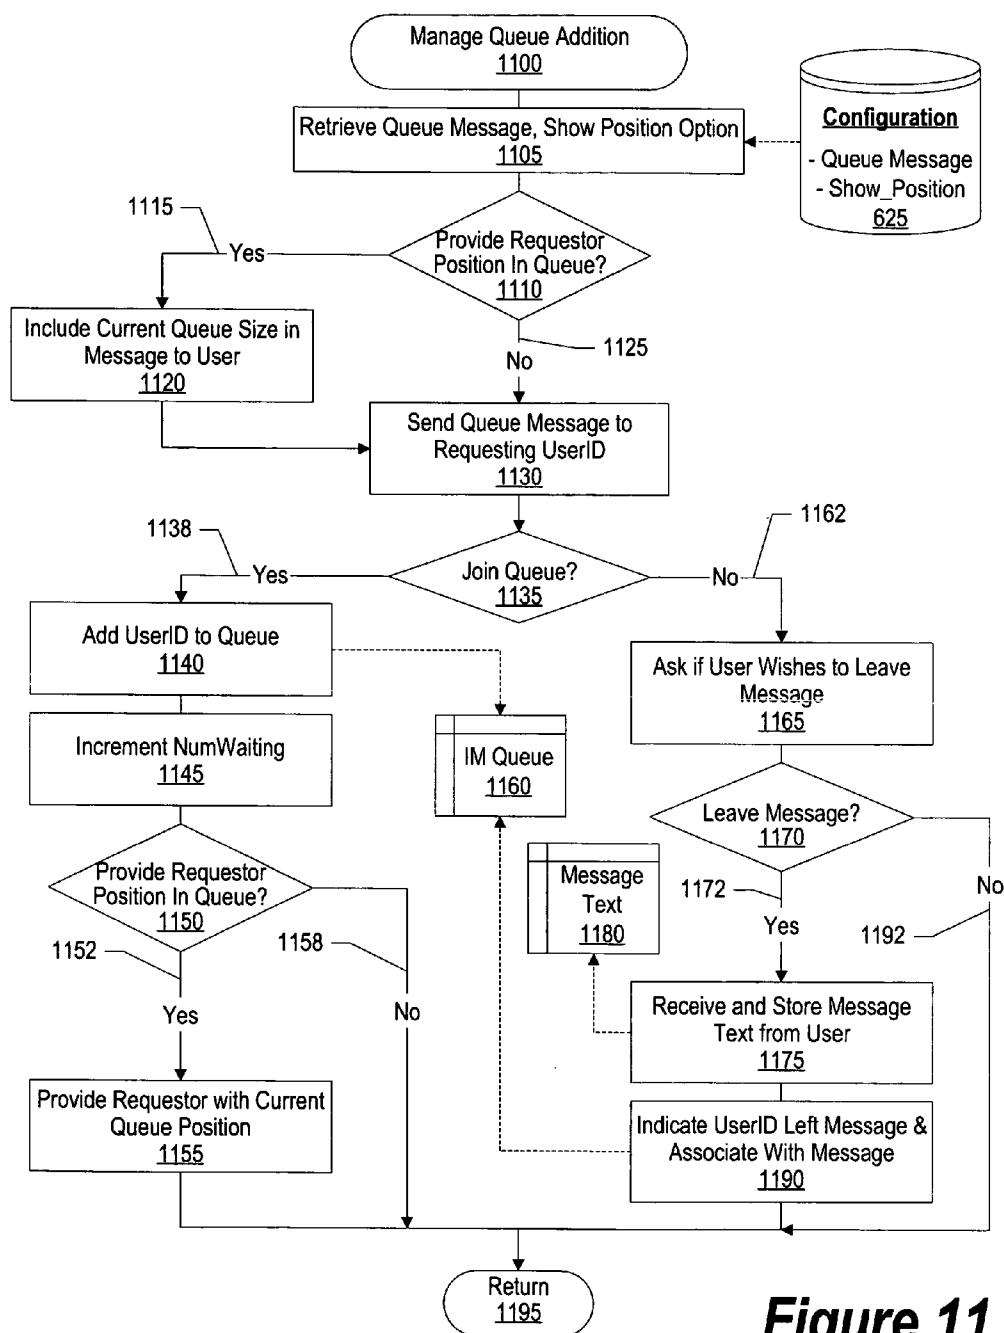 Manage Queue Addition
1100
Configuration
- Queue Message
- Show_Position
625
Retrieve Queue Message, Show Position Option
1105
1115
Yes
Provide Requestor
Position In Queue?
1110
1125
No
Include Current Queue Size in
Message to User
1120
Send Queue Message to
Requesting UserID
1130
1138
Yes
Join Queue?
1135
No
1162
Add UserID to Queue
1140
Ask if User Wishes to Leave
Message
1165
Increment NumWaiting
1145
IM Queue
1160
Leave Message?
1170
Provide Requestor
Position In Queue?
1150
Message
Text
1180
1172
Yes
No
1192
1152
Yes
1158
No
Receive and Store Message
Text from User
1175
Provide Requestor with Current
Queue Position
1155
Indicate UserID Left Message &
Associate With Message
1190
Return
1195
Figure 11